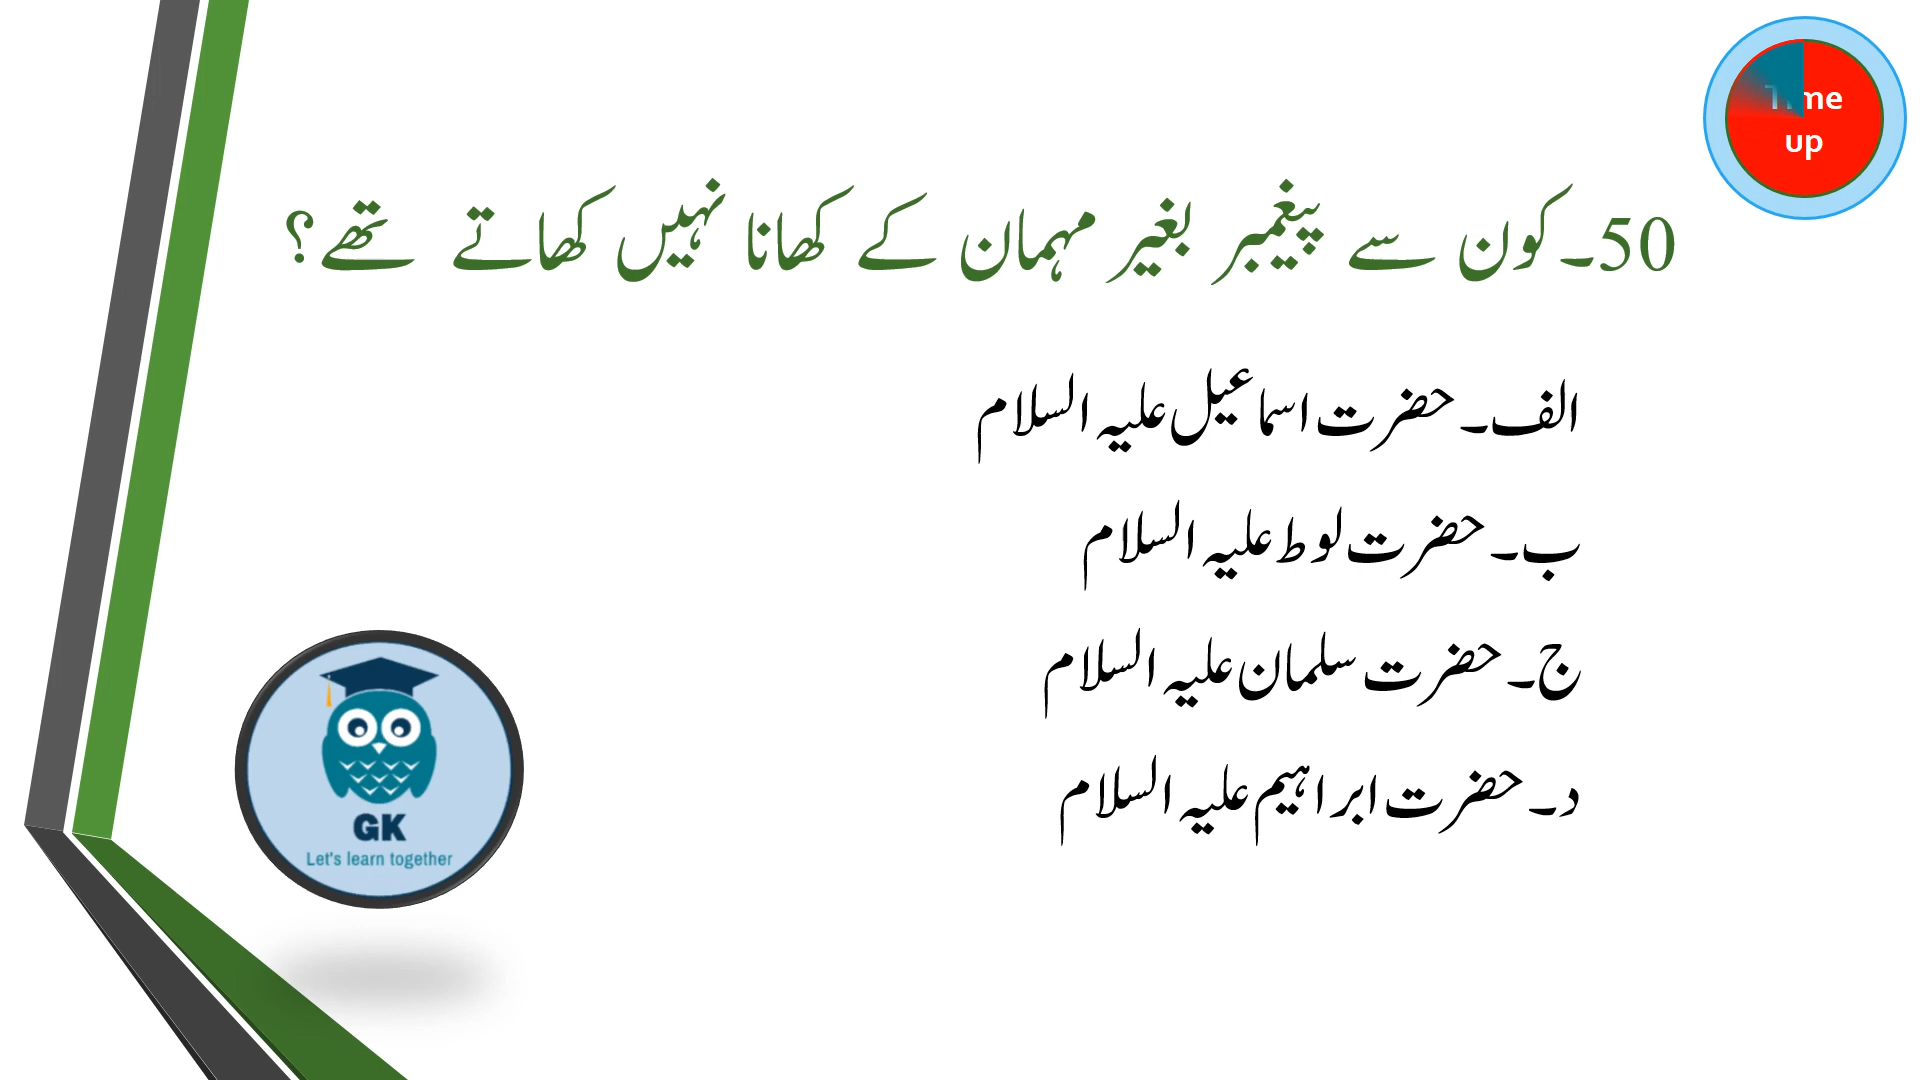 Time
up
50۔کون سے پیغمبر بغیر مہمان کے کھانا نہیں کھاتے تھے؟
الف۔حضرت اسماعیل علیہ السلام
ب۔حضرت لوط علیہ السلام
ج۔حضرت سلمان علیہ السلام
د۔حضرت ابراہیم علیہ السلام
GK
Let's learn together